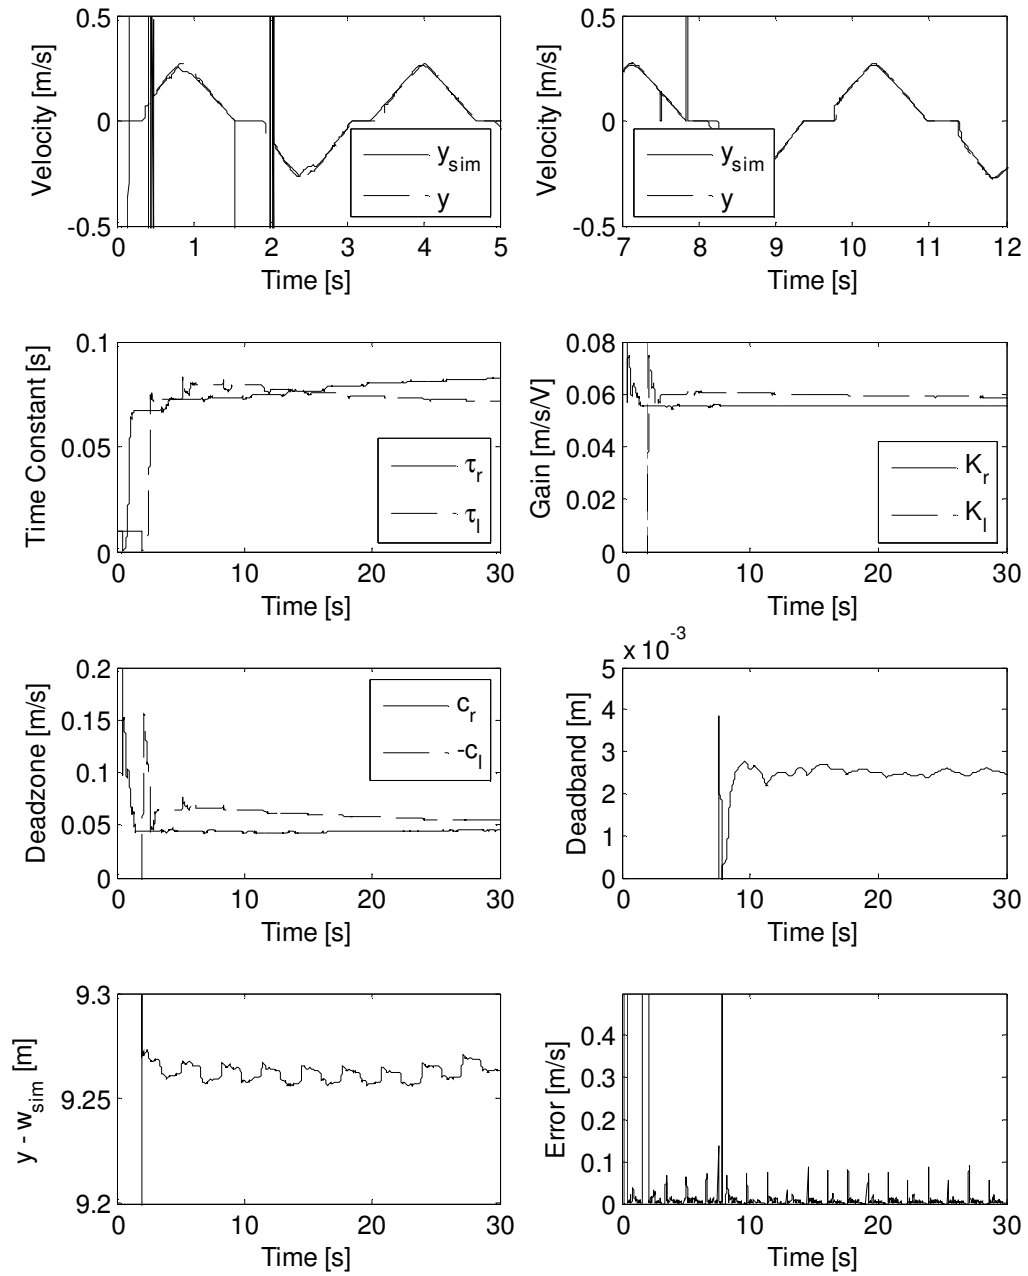 Velocity [m/s]
0.5
0
-0.5
0 1 2 3 4 5
Time [s]
y_sim
y
Velocity [m/s]
0.5
0
-0.5
7 8 9 10 11 12
Time [s]
y_sim
y
Time Constant [s]
0.1
0.05
0
0 10 20 30
Time [s]
τ_r
τ_l
Gain [m/s/V]
0.08
0.06
0.04
0.02
0
0 10 20 30
Time [s]
K_r
K_l
Deadzone [m/s]
0.2
0.15
0.1
0.05
0
0 10 20 30
Time [s]
c_r
-c_l
x 10^-3
Deadband [m]
5
4
3
2
1
0
0 10 20 30
Time [s]
y - w_sim [m]
9.3
9.25
9.2
0 10 20 30
Time [s]
Error [m/s]
0.4
0.3
0.2
0.1
0
0 10 20 30
Time [s]